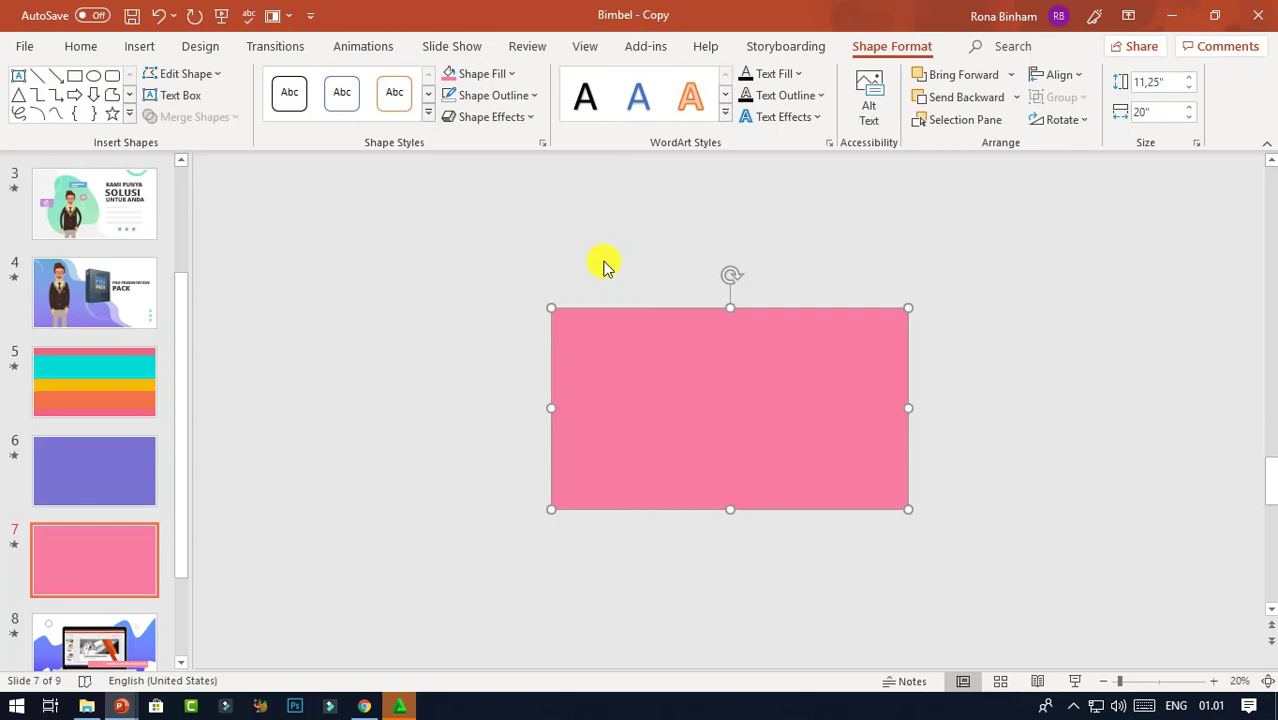 AutoSave Off
Bimbel - Copy
Rona Binham RB
File Home Insert Design Transitions Animations Slide Show Review View Add-ins Help Storyboarding Shape Format Search Share Comments
Edit Shape
Text Box
Merge Shapes
Insert Shapes
Abc Abc Abc
Shape Fill
Shape Outline
Shape Effects
Shape Styles
A A A
Text Fill
Text Outline
Text Effects
WordArt Styles
Alt
Text
Accessibility
Bring Forward
Send Backward
Selection Pane
Align
Group
Rotate
Arrange
11,25"
20"
Size
3
KAMI PUNYA
SOLUSI
UNTUK ANDA
4
PRO PRESENTATION
PACK
5
6
7
8
Slide 7 of 9
English (United States)
Notes
20%
ENG
01.01